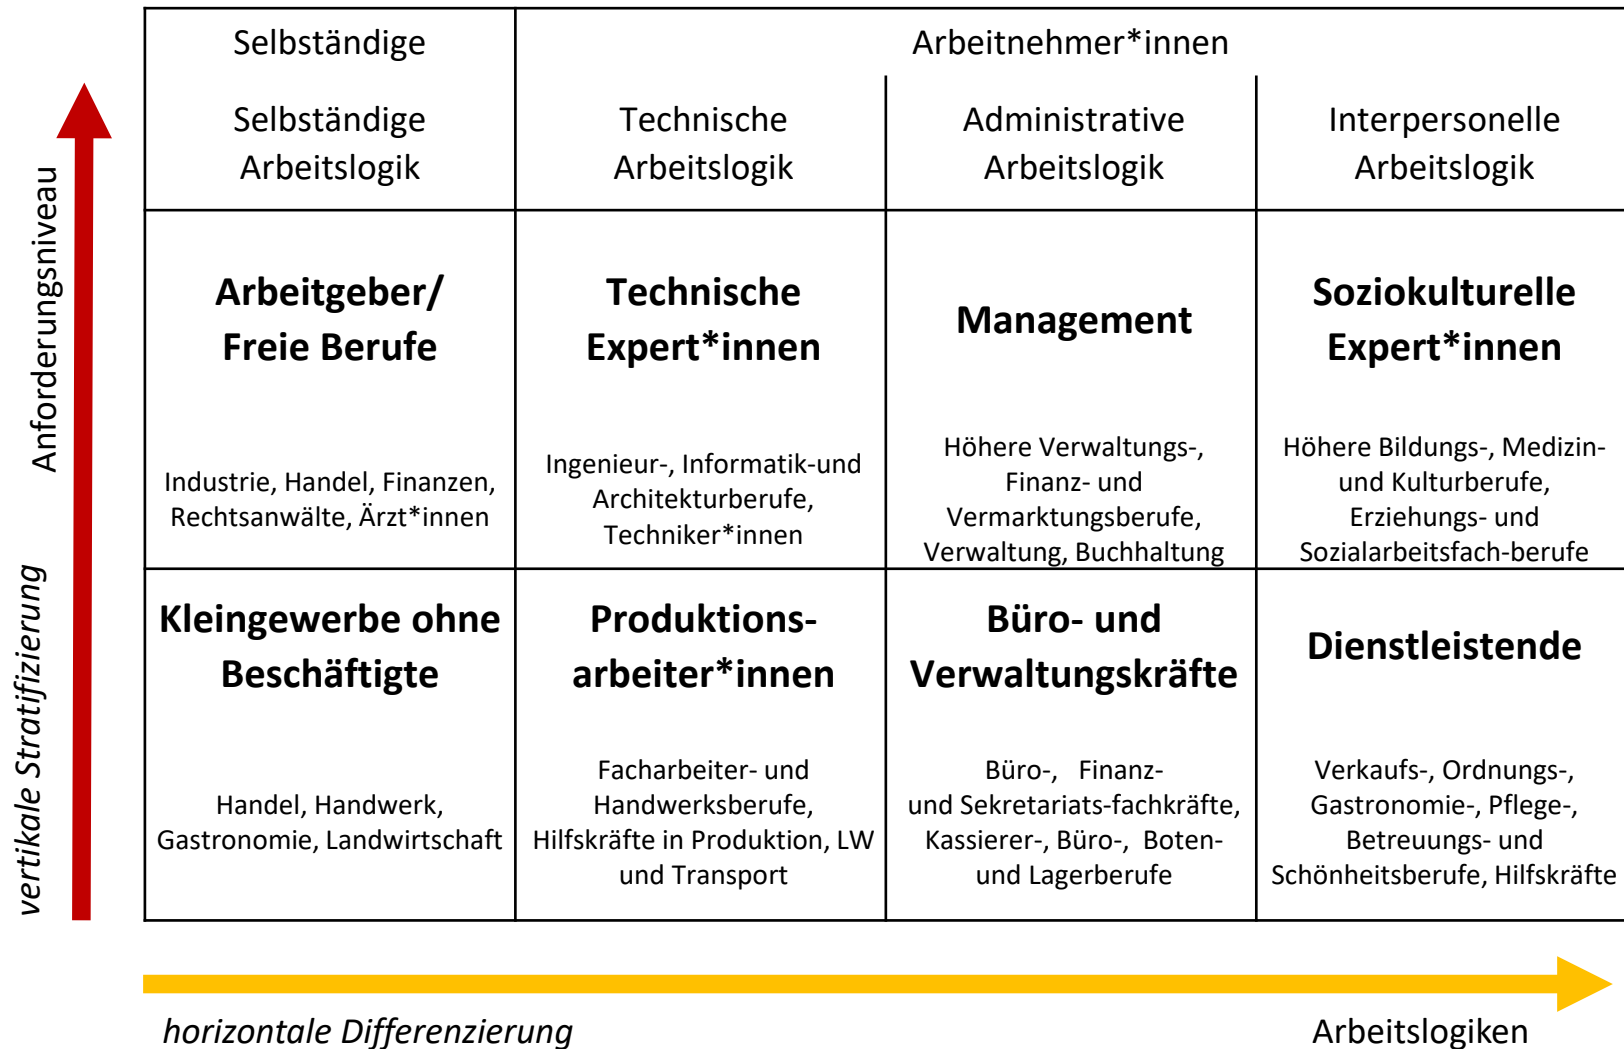 Selbständige
Arbeitnehmer*innen
Selbständige
Arbeitslogik
Technische
Arbeitslogik
Administrative
Arbeitslogik
Interpersonelle
Arbeitslogik
Anforderungsniveau
vertikale Stratifizierung
Arbeitgeber/
Freie Berufe
Industrie, Handel, Finanzen,
Rechtsanwälte, Ärzt*innen
Technische
Expert*innen
Ingenieur-, Informatik-und
Architekturberufe,
Techniker*innen
Management
Höhere Verwaltungs-,
Finanz- und
Vermarktungsberufe,
Verwaltung, Buchhaltung
Soziokulturelle
Expert*innen
Höhere Bildungs-, Medizin-
und Kulturberufe,
Erziehungs- und
Sozialarbeitsfach-berufe
Kleingewerbe ohne
Beschäftigte
Handel, Handwerk,
Gastronomie, Landwirtschaft
Produktions-
arbeiter*innen
Facharbeiter- und
Handwerksberufe,
Hilfskräfte in Produktion, LW
und Transport
Büro- und
Verwaltungskräfte
Büro-, Finanz-
und Sekretariats-fachkräfte,
Kassierer-, Büro-, Boten-
und Lagerberufe
Dienstleistende
Verkaufs-, Ordnungs-,
Gastronomie-, Pflege-,
Betreuungs- und
Schönheitsberufe, Hilfskräfte
horizontale Differenzierung
Arbeitslogiken